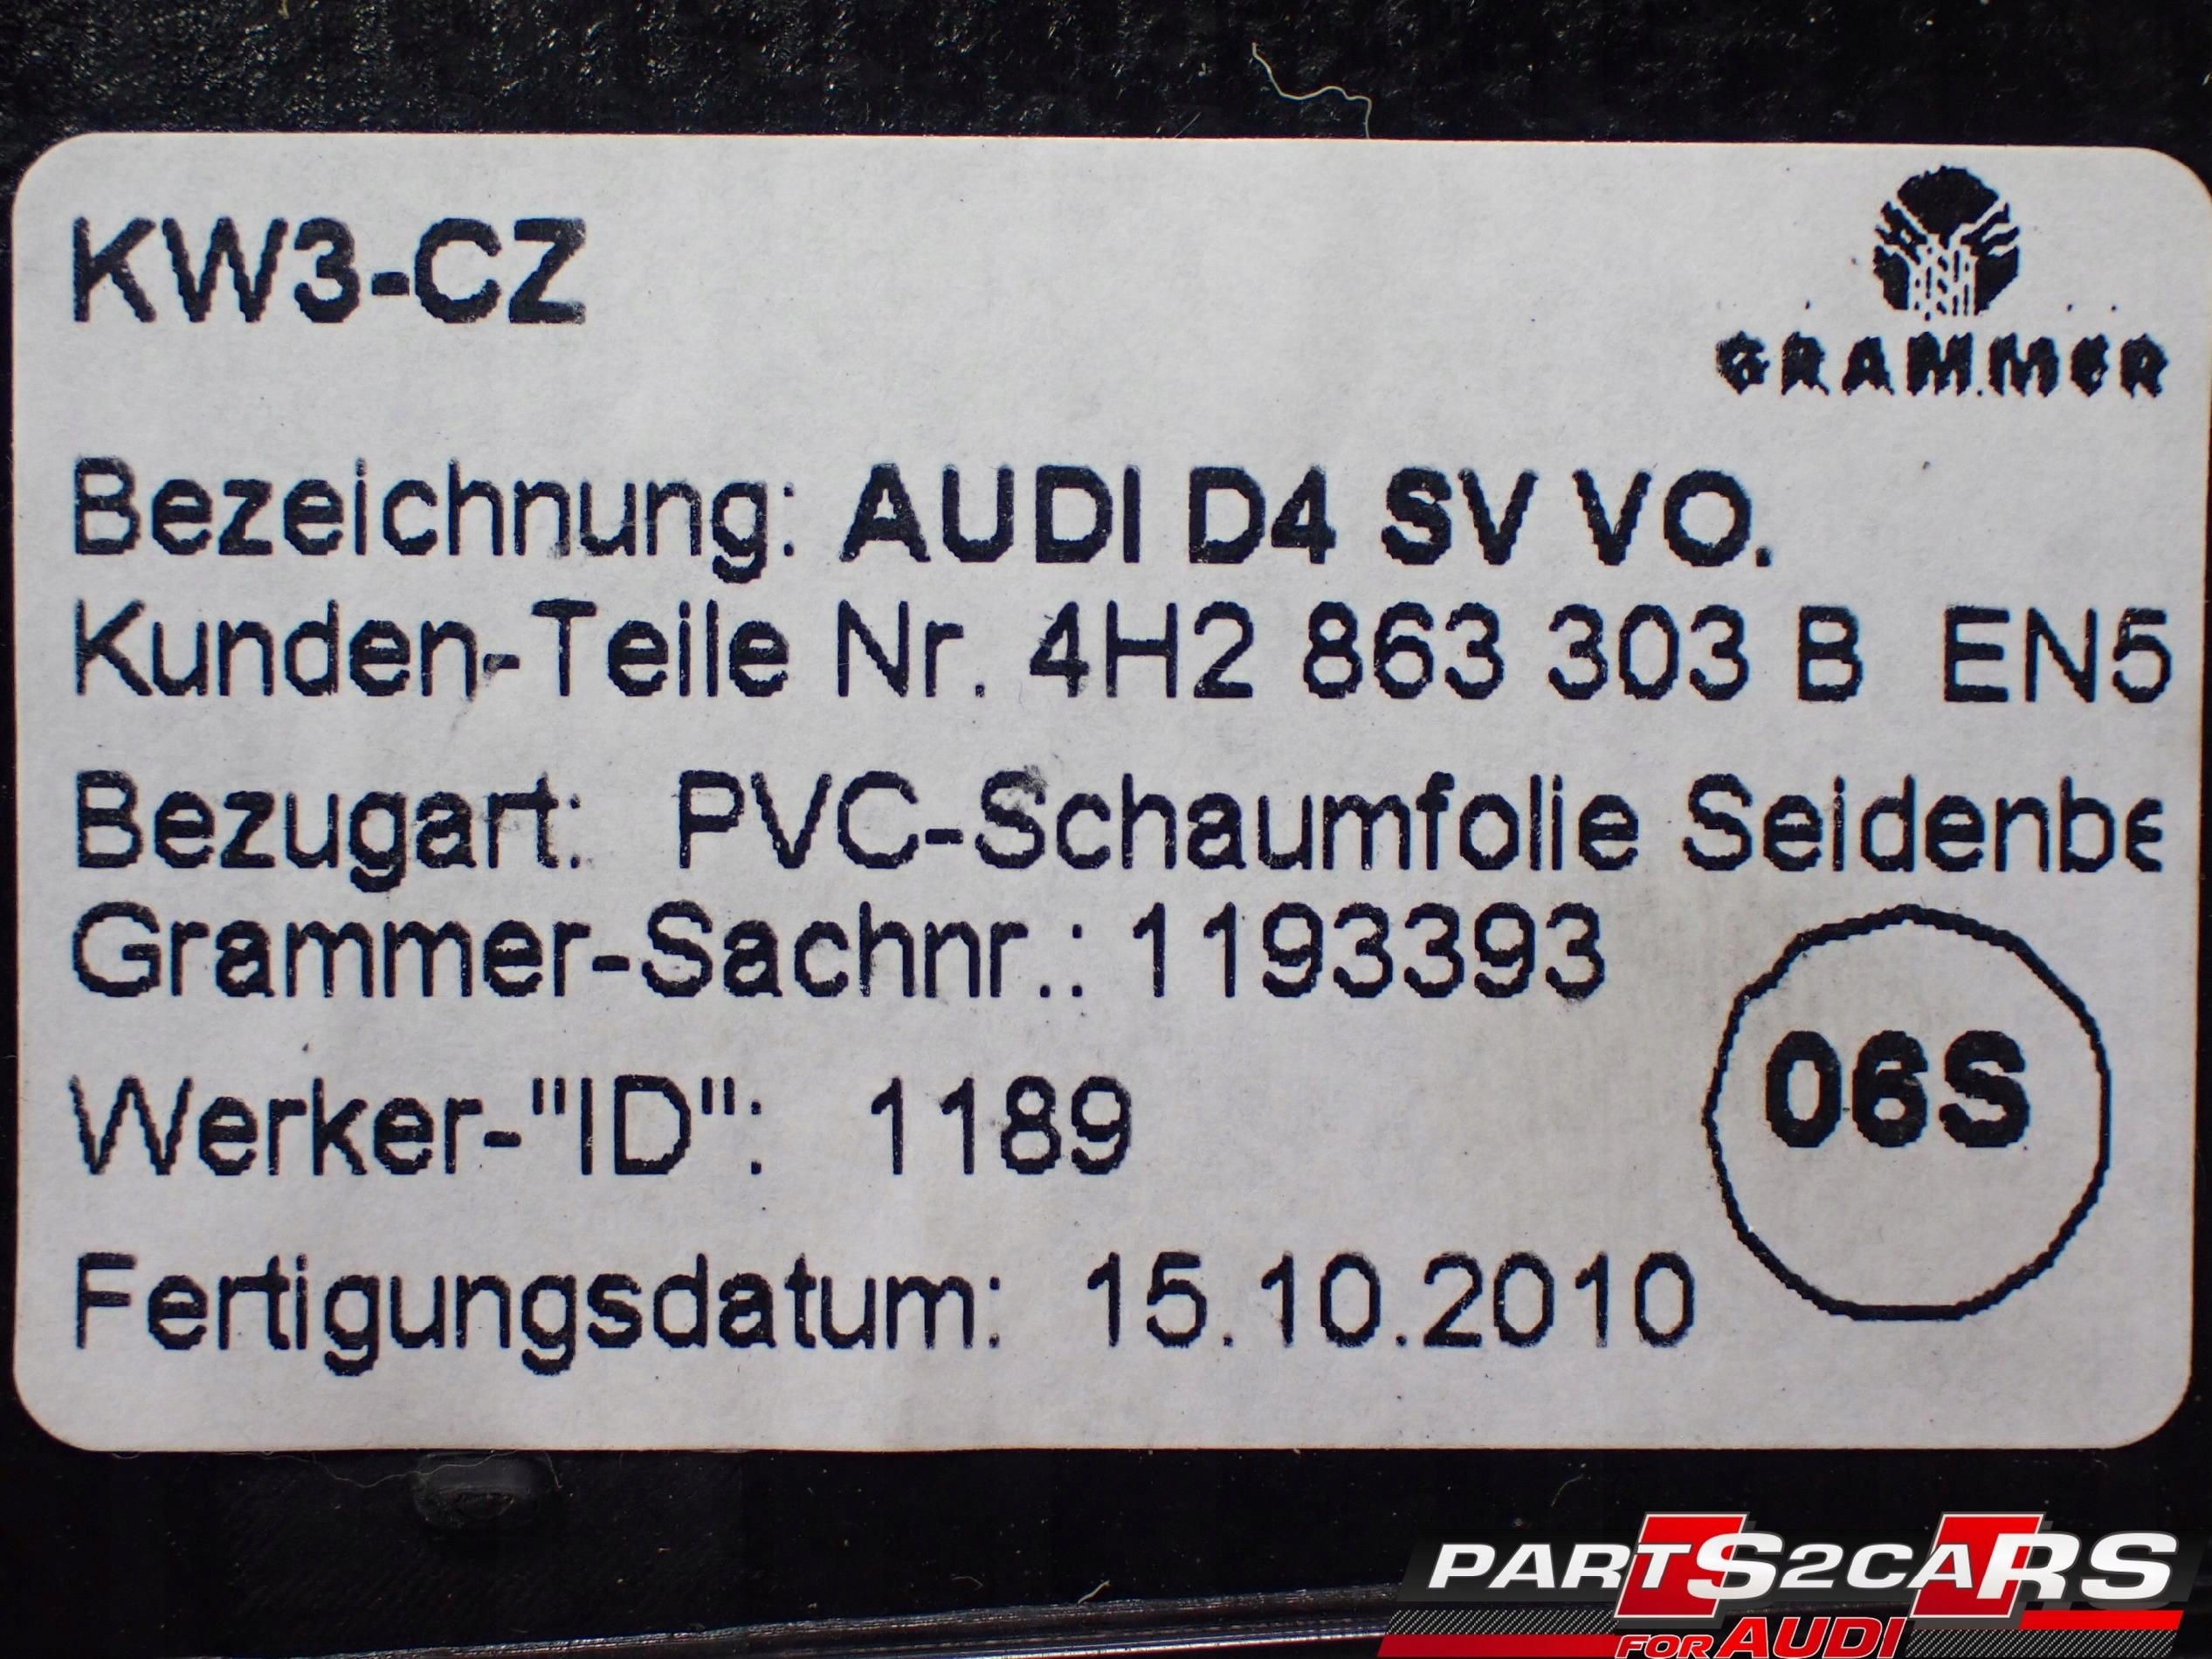 KW3-CZ
GRAMMER
Bezeichnung: AUDI D4 SV VO.
Kunden-Teile Nr. 4H2 863 303 B EN5
Bezugart: PVC-Schaumfolie Seidenbe
Grammer-Sachnr.: 1193393
06S
Werker-"ID": 1189
Fertigungsdatum: 15.10.2010
PARTS2CARS
FOR AUDI